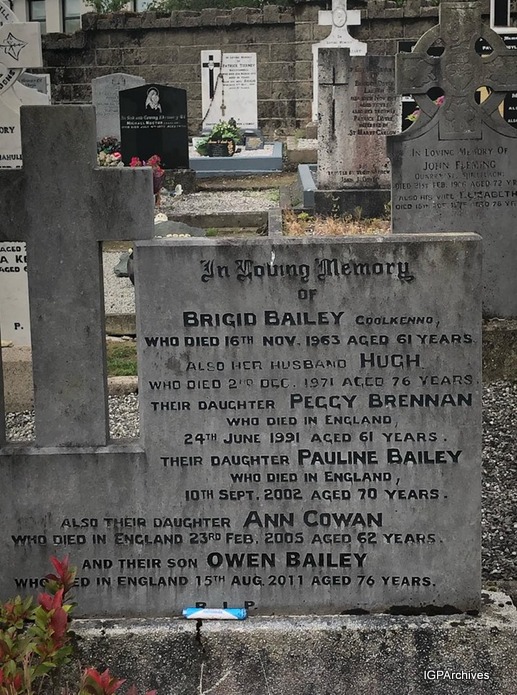 In Loving Memory
OF
BRIGID BAILEY COOLKENNO,
WHO DIED 16TH NOV. 1963 AGED 61 YEARS.
ALSO HER HUSBAND HUGH
WHO DIED 2ND DEC. 1971 AGED 76 YEARS
THEIR DAUGHTER PEGGY BRENNAN
WHO DIED IN ENGLAND,
24TH JUNE 1991 AGED 61 YEARS.
THEIR DAUGHTER PAULINE BAILEY
WHO DIED IN ENGLAND,
10TH SEPT. 2002 AGED 70 YEARS.
ALSO THEIR DAUGHTER ANN COWAN
WHO DIED IN ENGLAND 23RD FEB. 2005 AGED 62 YEARS.
AND THEIR SON OWEN BAILEY
WHO DIED IN ENGLAND 15TH AUG. 2011 AGED 76 YEARS.
R.I.P
IN LOVING MEMORY OF
JOHN FLEMING
ALSO HIS WIFE ELIZABETH
IGPArchives